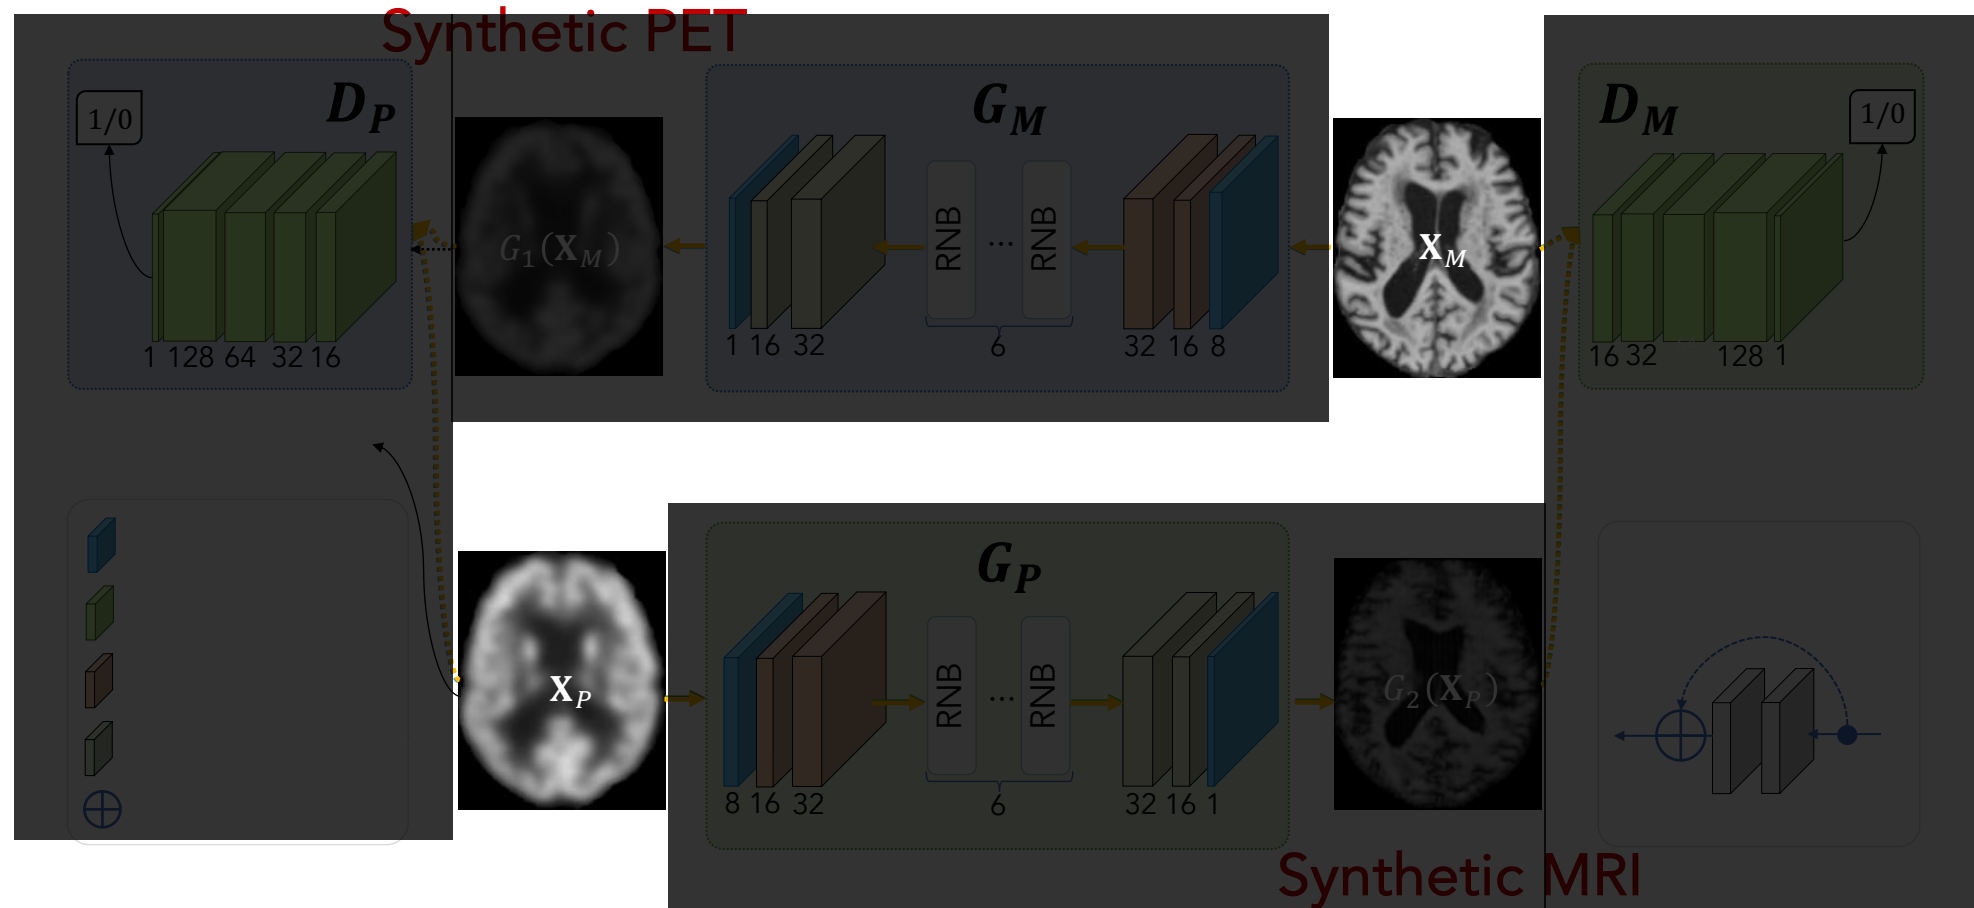 Synthetic PET
D_P
1/0
1 128 64 32 16
G₁(X_M)
G_M
RNB ... RNB
1 16 32 6 32 16 8
X_M
D_M
1/0
16 32 128 1
X_P
G_P
RNB ... RNB
8 16 32 6 32 16 1
G₂(X_P)
Synthetic MRI